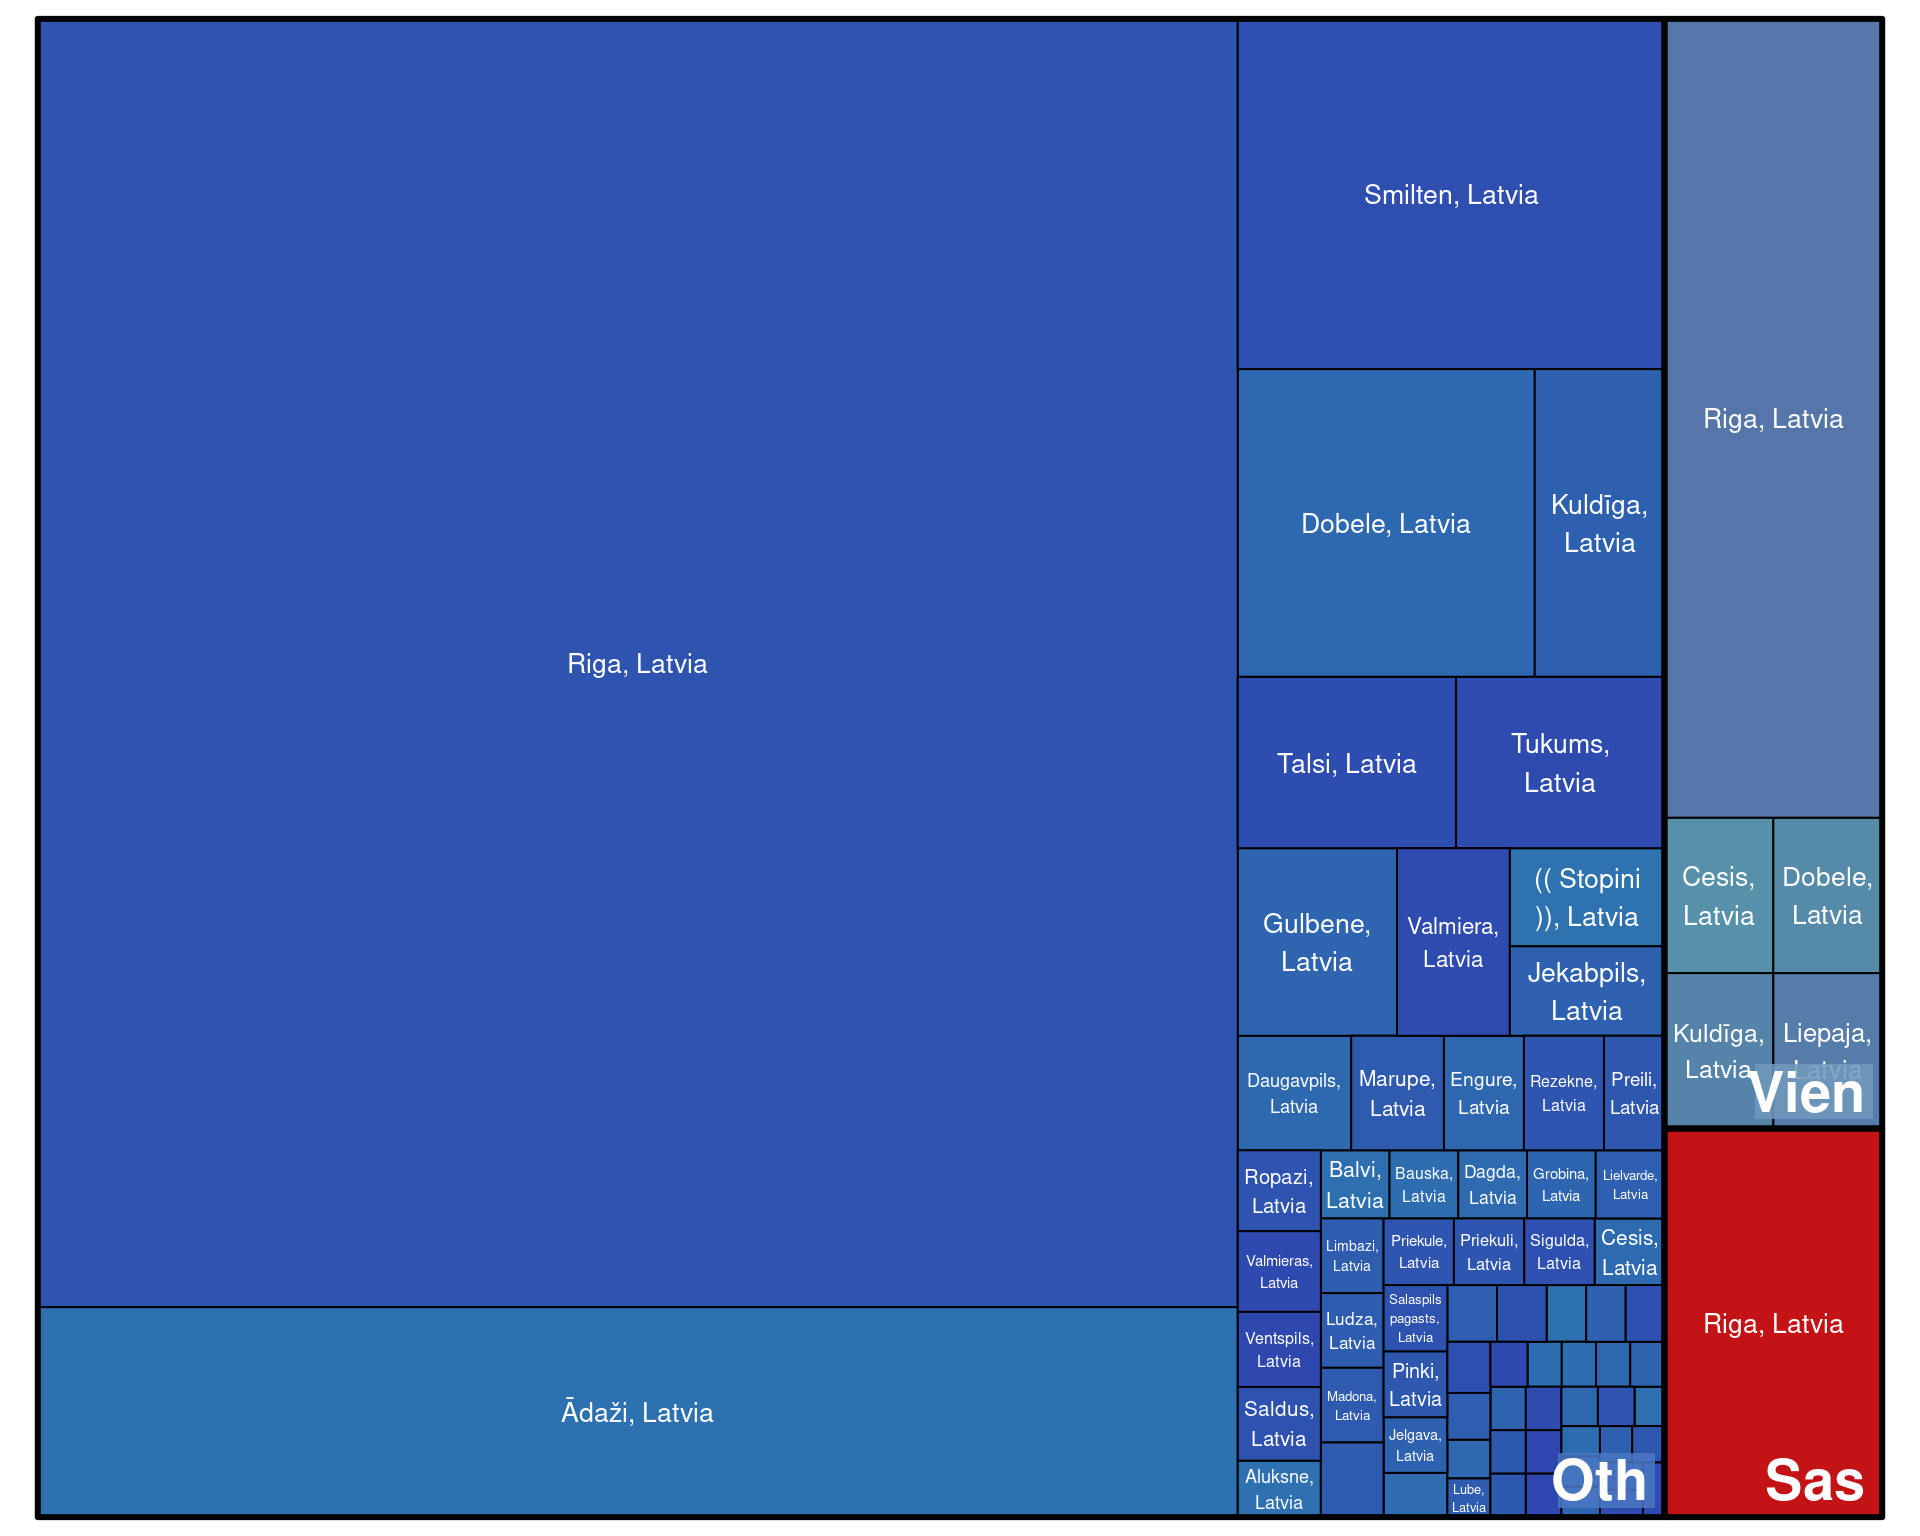 Riga, Latvia
Ādaži, Latvia
Smilten, Latvia
Dobele, Latvia
Kuldīga,
Latvia
Talsi, Latvia
Tukums,
Latvia
Gulbene,
Latvia
Valmiera,
Latvia
(( Stopini
)), Latvia
Jekabpils,
Latvia
Daugavpils,
Latvia
Marupe,
Latvia
Engure,
Latvia
Rezekne,
Latvia
Preili,
Latvia
Ropazi,
Latvia
Valmieras,
Latvia
Ventspils,
Latvia
Saldus,
Latvia
Aluksne,
Latvia
Balvi,
Latvia
Bauska,
Latvia
Dagda,
Latvia
Grobina,
Latvia
Lielvarde,
Latvia
Limbazi,
Latvia
Ludza,
Latvia
Madona,
Latvia
Priekule,
Latvia
Priekuli,
Latvia
Sigulda,
Latvia
Cesis,
Latvia
Salaspils
pagasts,
Latvia
Pinki,
Latvia
Jelgava,
Latvia
Lube,
Latvia
Oth
Riga, Latvia
Cesis,
Latvia
Dobele,
Latvia
Kuldīga,
Latvia
Liepaja,
Latvia
Vien
Riga, Latvia
Sas